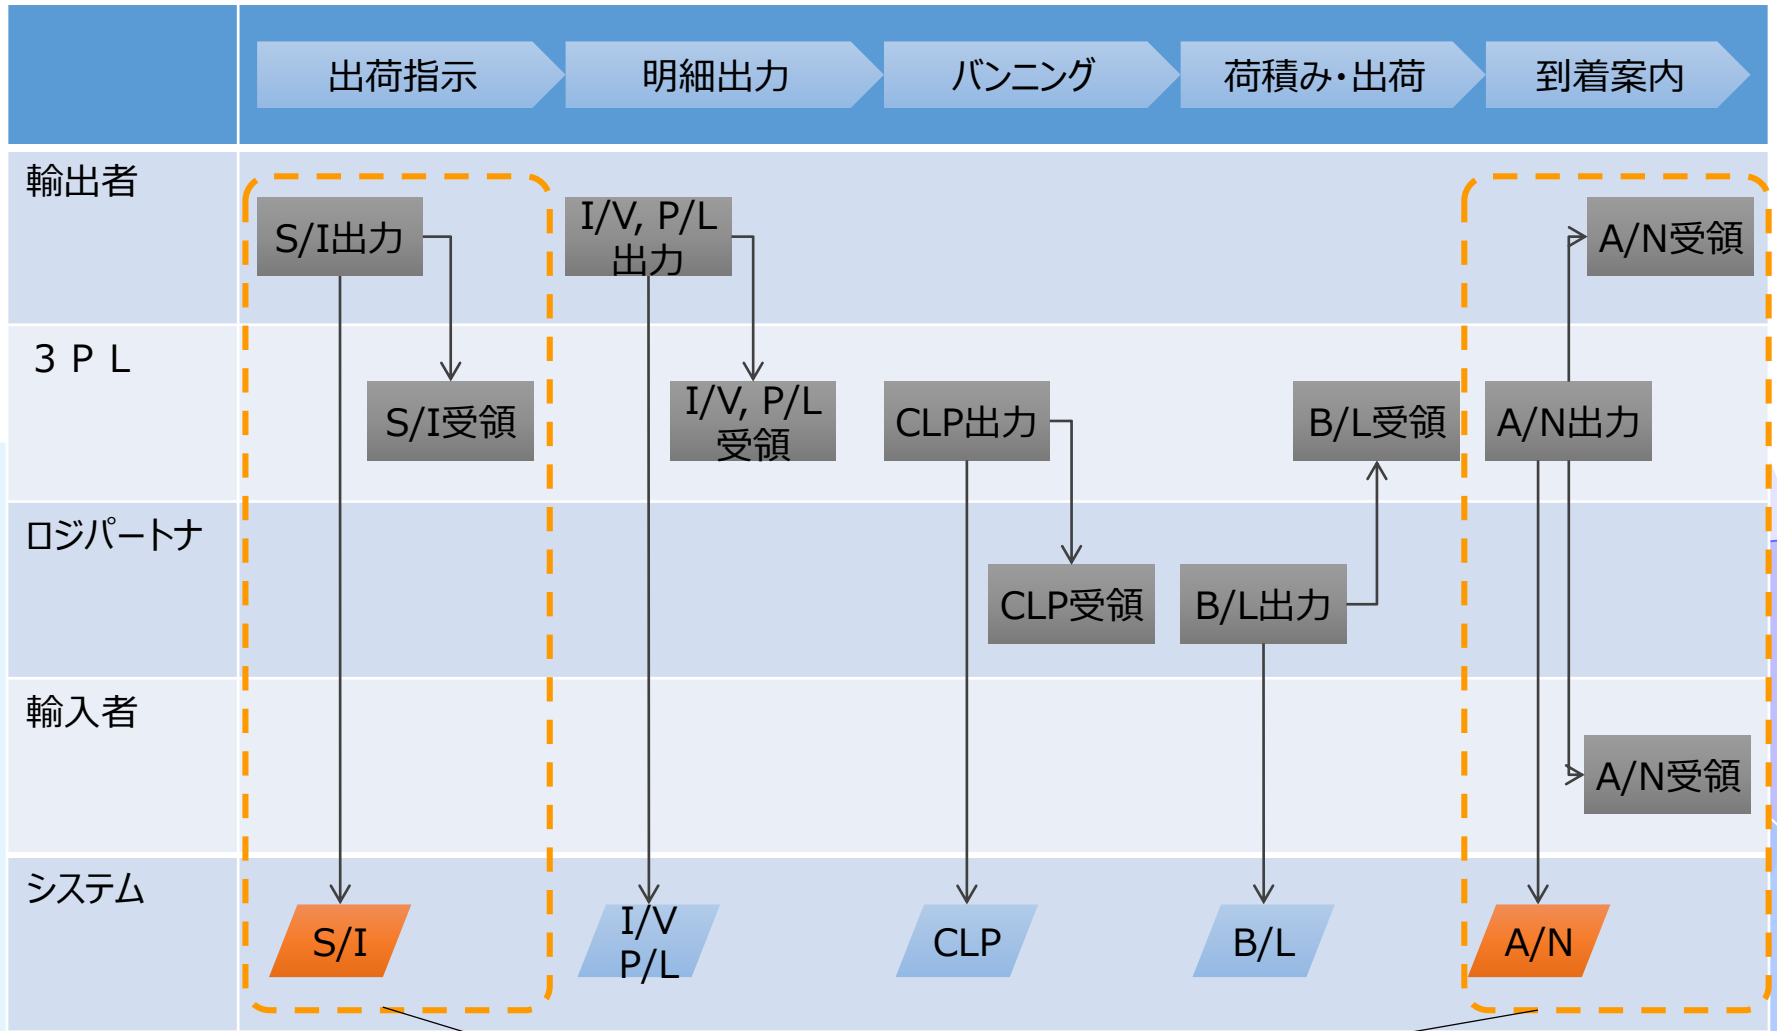 出荷指示
明細出力
バンニング
荷積み・出荷
到着案内
輸出者
S/I出力
I/V, P/L
出力
A/N受領
３ＰＬ
S/I受領
I/V, P/L
受領
CLP出力
B/L受領
A/N出力
ロジパートナ
CLP受領
B/L出力
輸入者
A/N受領
システム
S/I
I/V
P/L
CLP
B/L
A/N